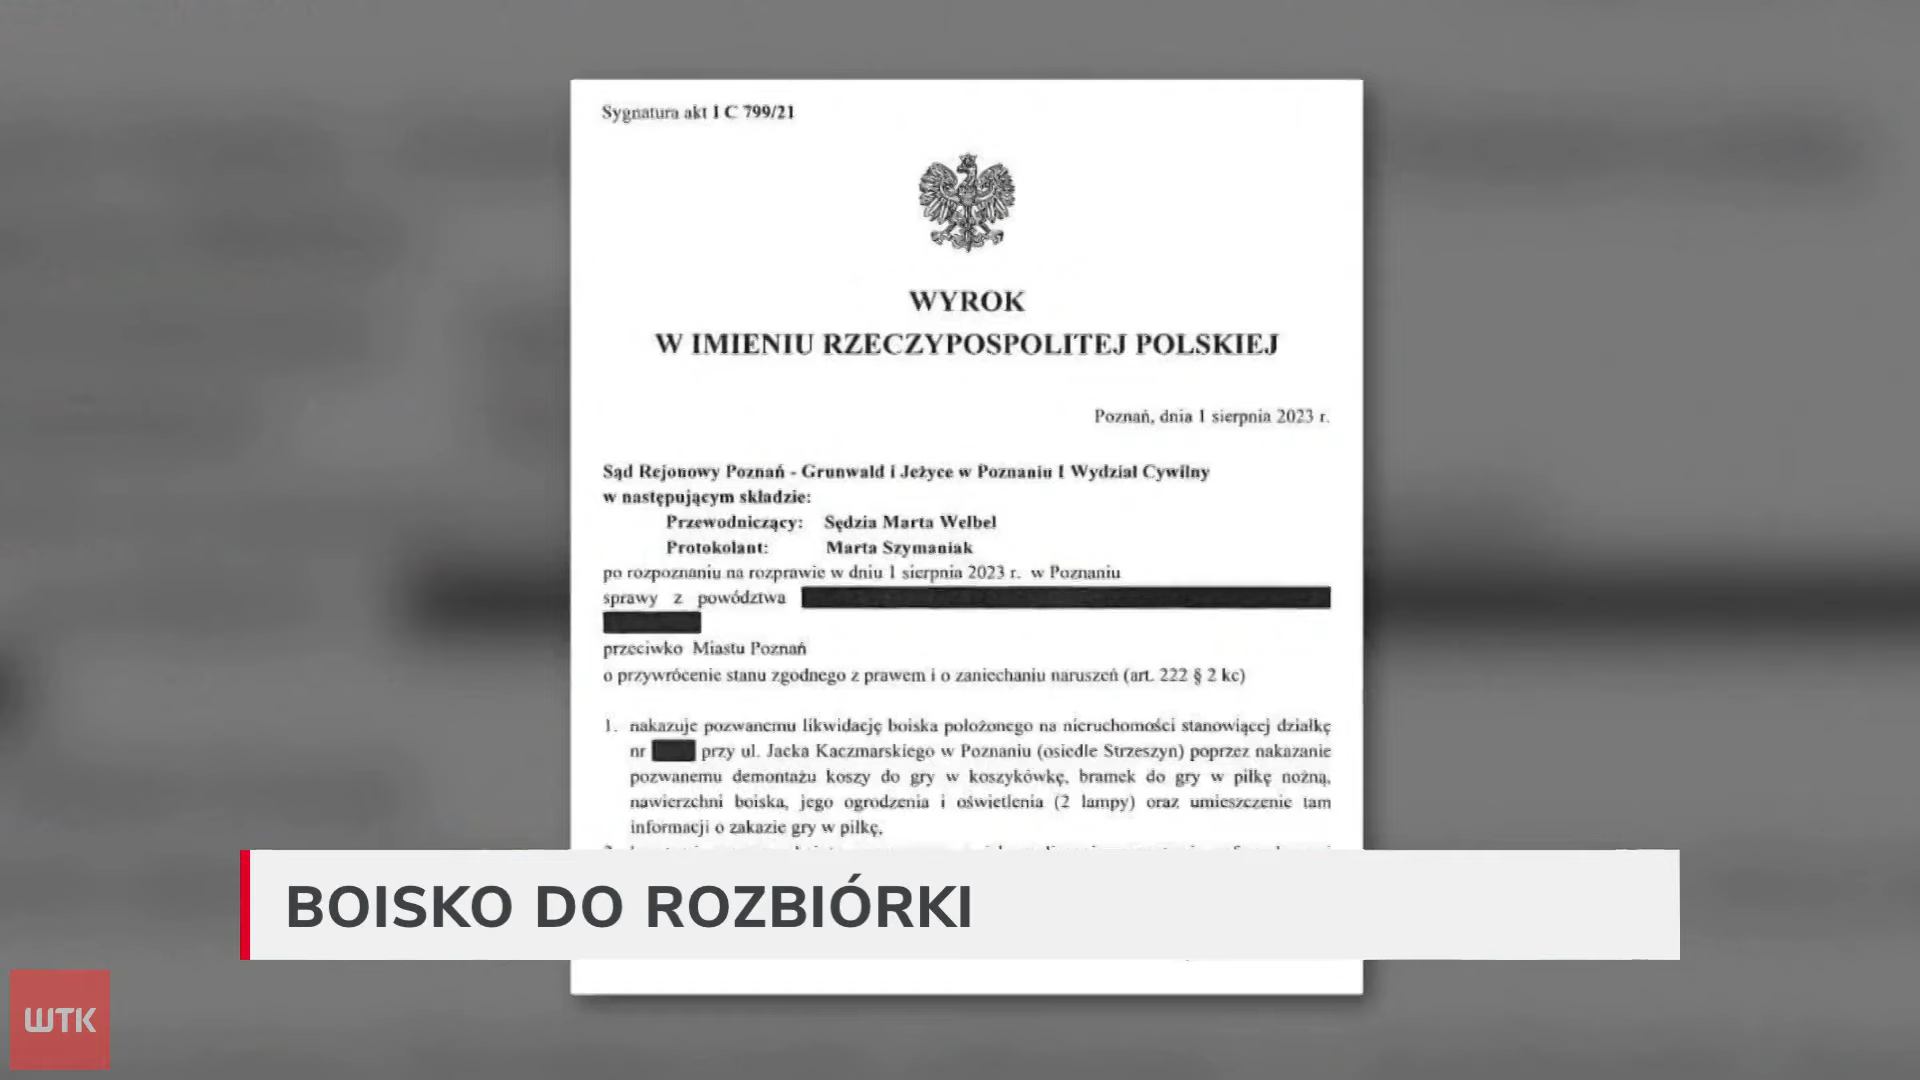 Sygnatura akt I C 799/21
WYROK
W IMIENIU RZECZYPOSPOLITEJ POLSKIEJ
Poznań, dnia 1 sierpnia 2023 r.
Sąd Rejonowy Poznań - Grunwald i Jeżyce w Poznaniu I Wydział Cywilny
w następującym składzie:
Przewodniczący: Sędzia Marta Welbel
Protokolant: Marta Szymaniak
po rozpoznaniu na rozprawie w dniu 1 sierpnia 2023 r. w Poznaniu
sprawy z powództwa
przeciwko Miastu Poznań
o przywrócenie stanu zgodnego z prawem i o zaniechaniu naruszeń (art. 222 § 2 kc)
1. nakazuje pozwanemu likwidację boiska położonego na nieruchomości stanowiącej działkę
nr przy ul. Jacka Kaczmarskiego w Poznaniu (osiedle Strzeszyn) poprzez nakazanie
pozwanemu demontażu koszy do gry w koszykówkę, bramek do gry w piłkę nożną,
nawierzchni boiska, jego ogrodzenia i oświetlenia (2 lampy) oraz umieszczenie tam
informacji o zakazie gry w piłkę,
BOISKO DO ROZBIÓRKI
WTK